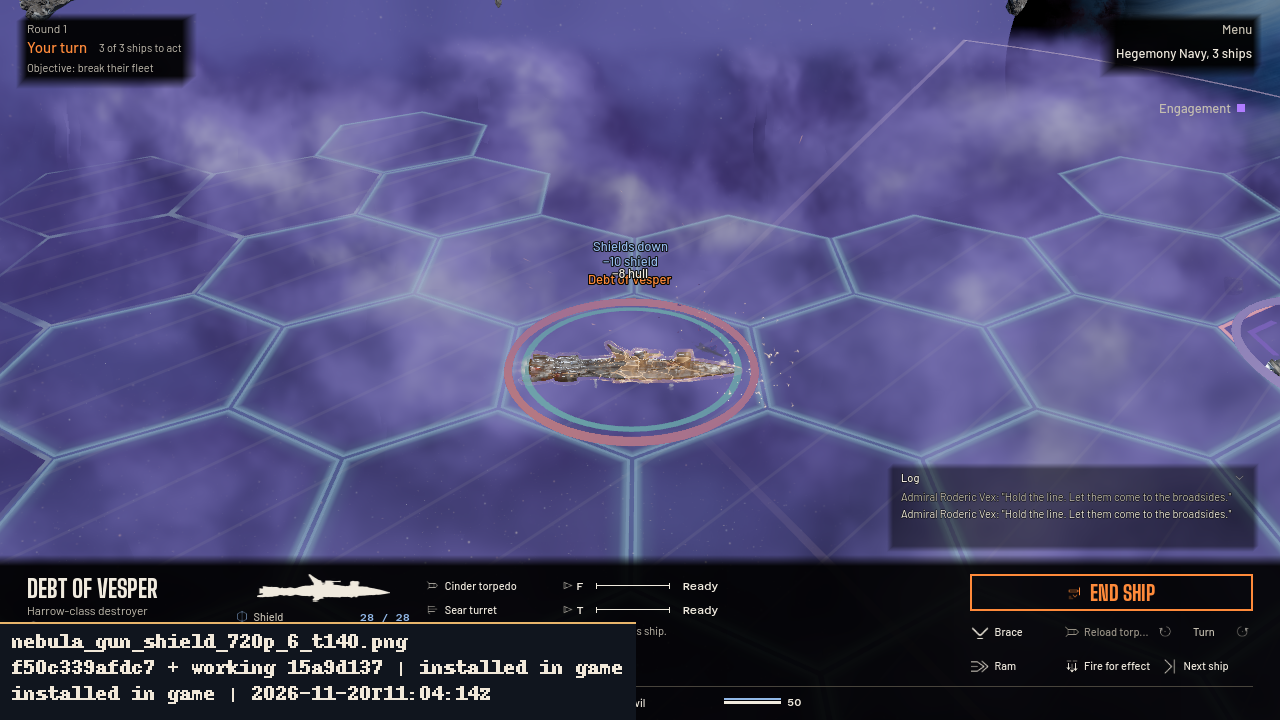 Round 1
Your turn 3 of 3 ships to act
Objective: break their fleet
Menu
Hegemony Navy, 3 ships
Engagement
Shields down
-10 shield
-8 hull
Debt of Vesper
Log
Admiral Roderic Vex: "Hold the line. Let them come to the broadsides."
Admiral Roderic Vex: "Hold the line. Let them come to the broadsides."
DEBT OF VESPER
Harrow-class destroyer
Shield 28 / 28
Cinder torpedo F Ready
Sear turret T Ready
s ship.
END SHIP
Brace Reload torp... Turn
Ram Fire for effect Next ship
50
nebula_gun_shield_720p_6_t140.png
f50c339afdc7 + working 15a9d137 | installed in game
installed in game | 2026-11-20T11:04:14Z